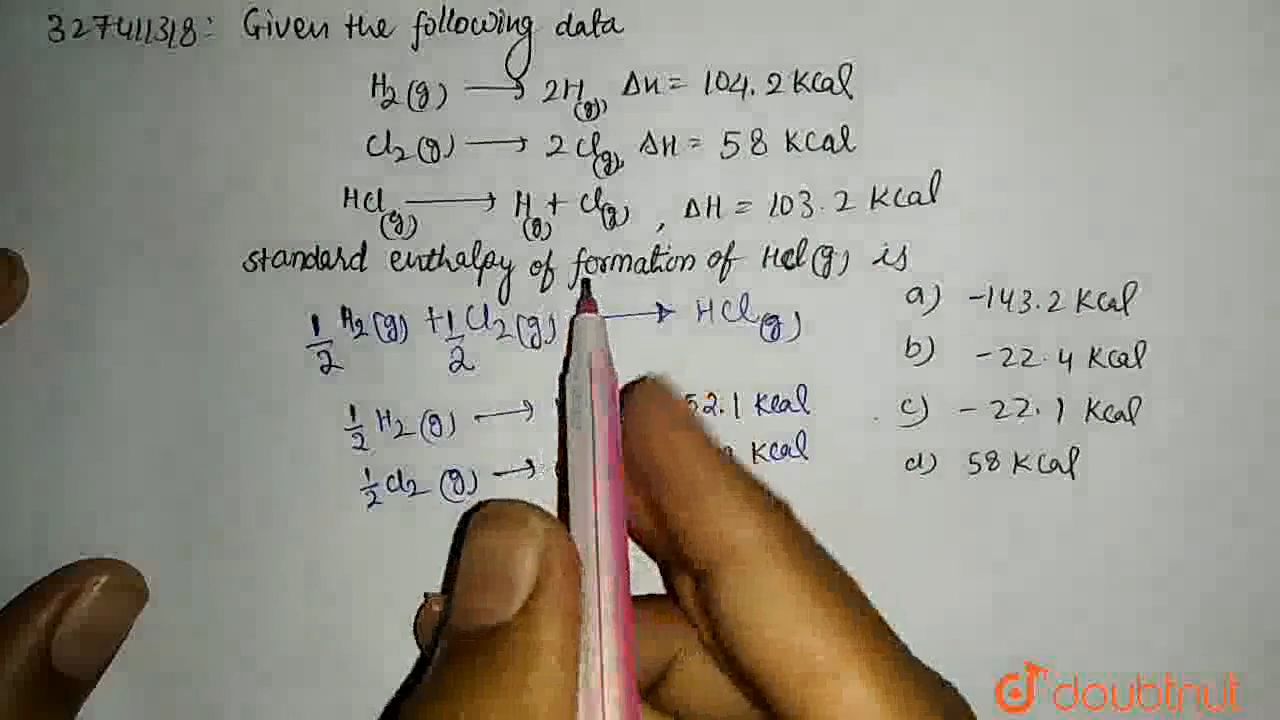 327411318: Given the following data
H2(g) → 2H(g), ΔH = 104.2 Kcal
Cl2(g) → 2Cl(g), ΔH = 58 Kcal
HCl(g) → H(g) + Cl(g), ΔH = 103.2 Kcal
standard enthalpy of formation of HCl(g) is
1/2 H2(g) + 1/2 Cl2(g) → HCl(g)
a) -143.2 Kcal
b) -22.4 Kcal
c) -22.1 Kcal
d) 58 Kcal
1/2 H2(g) → 52.1 Kcal
1/2 Cl2(g) → Kcal
doubtnut